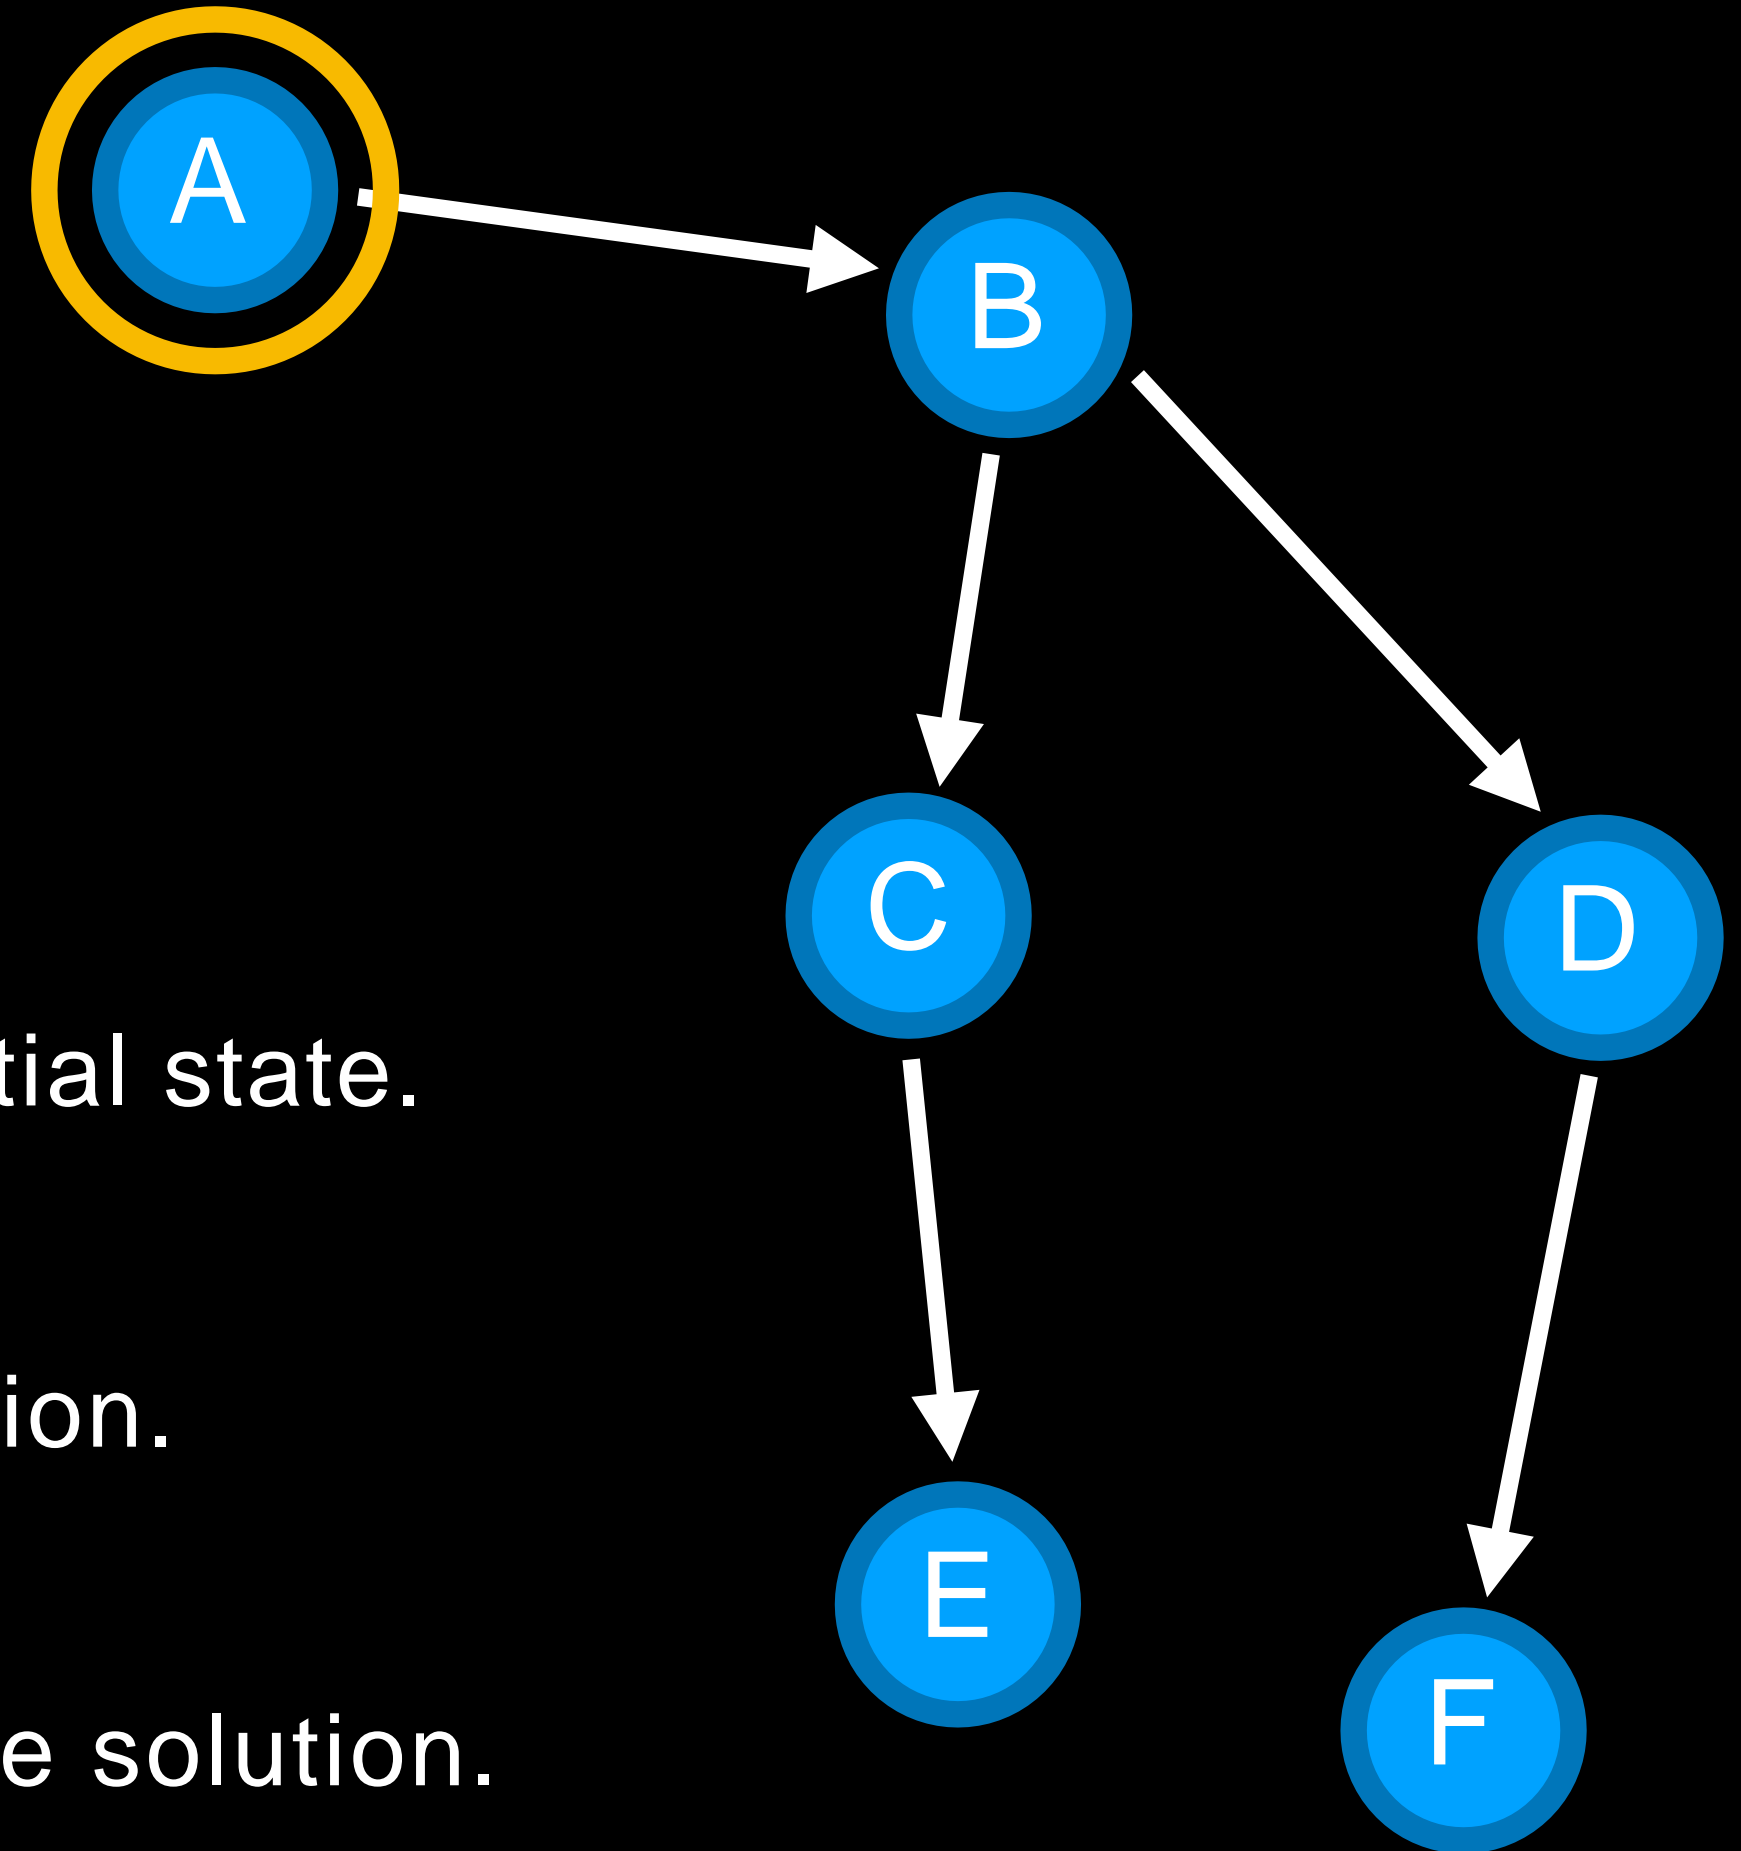 A
B
C
D
tial state.
ion.
E
F
e solution.